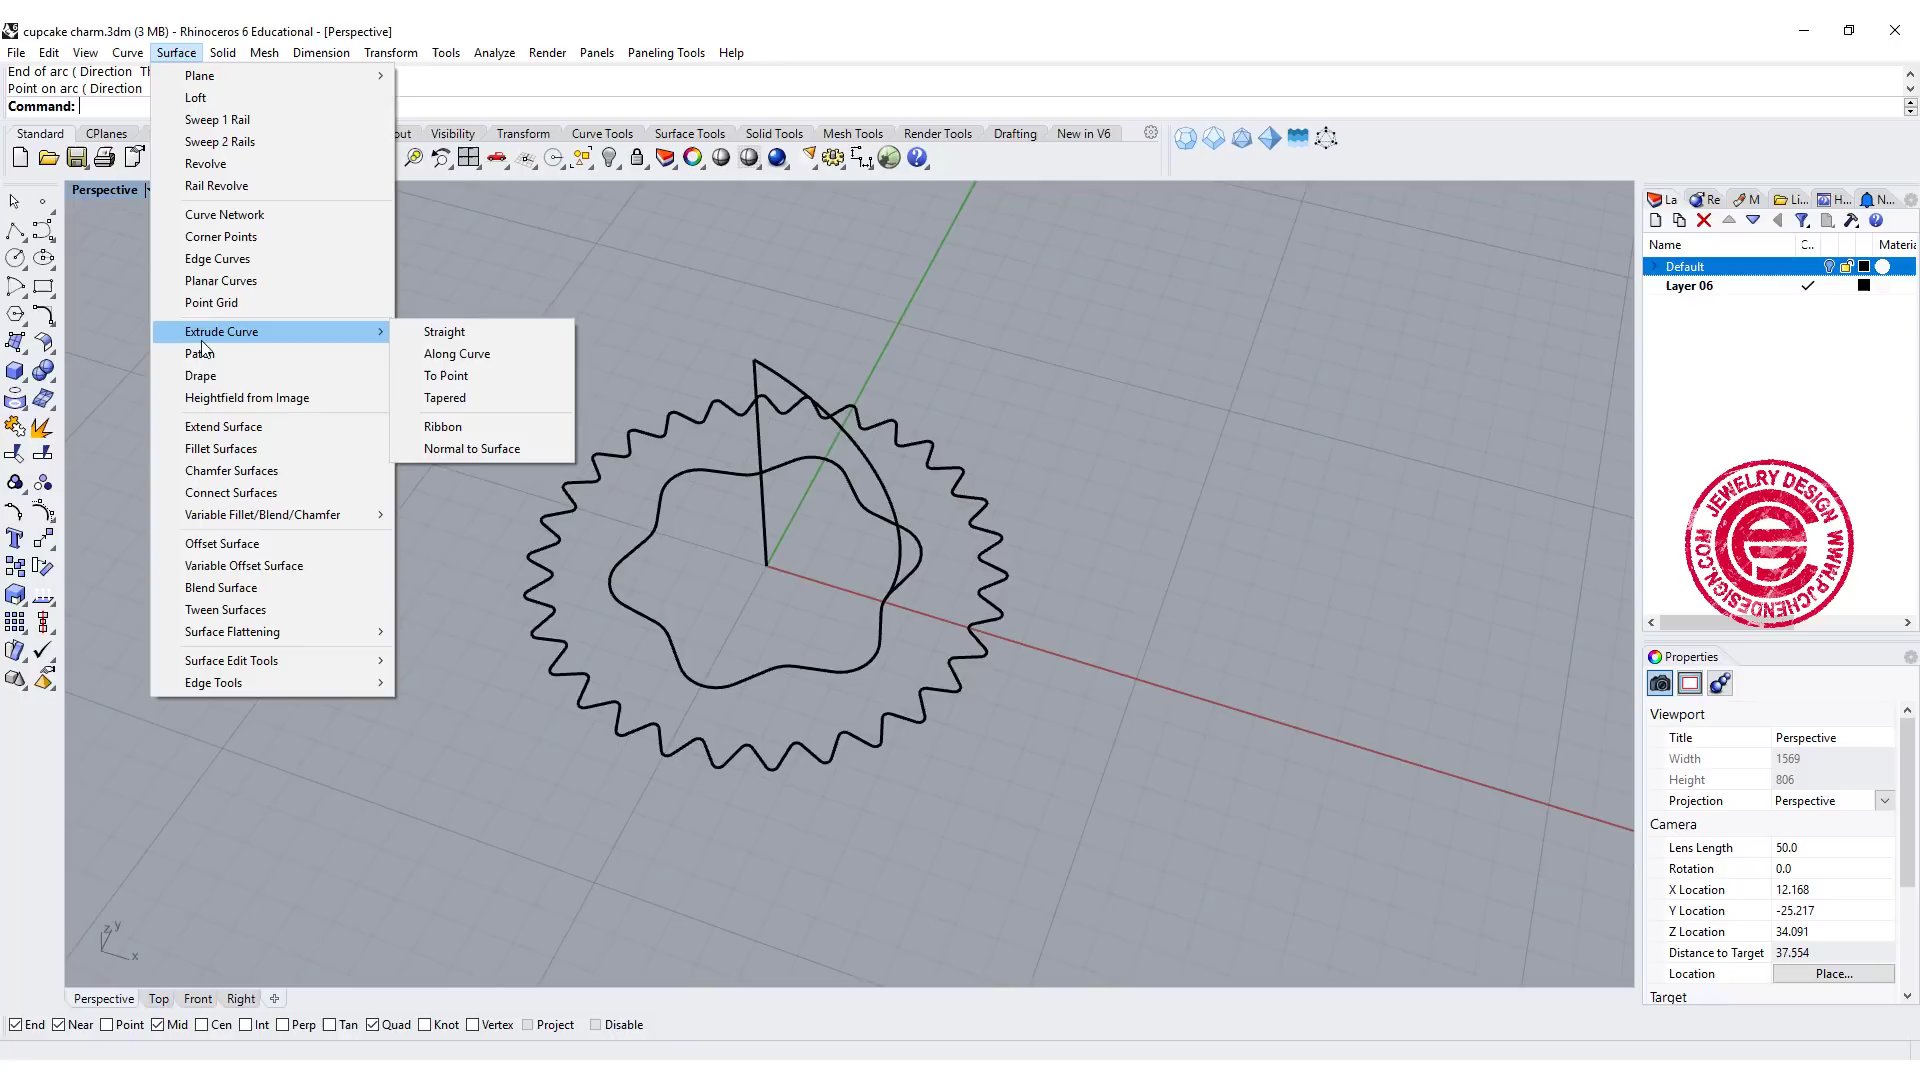 cupcake charm.3dm (3 MB) - Rhinoceros 6 Educational - [Perspective]
File Edit View Curve Surface Solid Mesh Dimension Transform Tools Analyze Render Panels Paneling Tools Help
End of arc ( Direction
Point on arc ( Direction
Command:
Standard CPlanes Visibility Transform Curve Tools Surface Tools Solid Tools Mesh Tools Render Tools Drafting New in V6
Perspective
Plane
Loft
Sweep 1 Rail
Sweep 2 Rails
Revolve
Rail Revolve
Curve Network
Corner Points
Edge Curves
Planar Curves
Point Grid
Extrude Curve
Patch
Drape
Heightfield from Image
Extend Surface
Fillet Surfaces
Chamfer Surfaces
Connect Surfaces
Variable Fillet/Blend/Chamfer
Offset Surface
Variable Offset Surface
Blend Surface
Tween Surfaces
Surface Flattening
Surface Edit Tools
Edge Tools
Straight
Along Curve
To Point
Tapered
Ribbon
Normal to Surface
La Re M Li... H... N...
Name C.. Materia
Default
Layer 06
JEWELRY DESIGN
WWW.PJCHENDESIGN.COM
Properties
Viewport
Title Perspective
Width 1569
Height 806
Projection Perspective
Camera
Lens Length 50.0
Rotation 0.0
X Location 12.168
Y Location -25.217
Z Location 34.091
Distance to Target 37.554
Location Place...
Target
z y
x
Perspective Top Front Right
End Near Point Mid Cen Int Perp Tan Quad Knot Vertex Project Disable